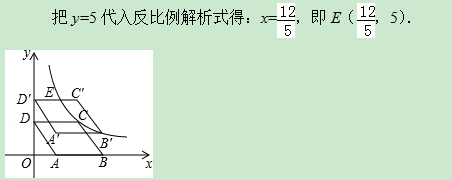 把 y=5 代入反比例解析式得：x=12/5，即 E（12/5，5）．
y
D' E C'
D C
A' B'
O A B x